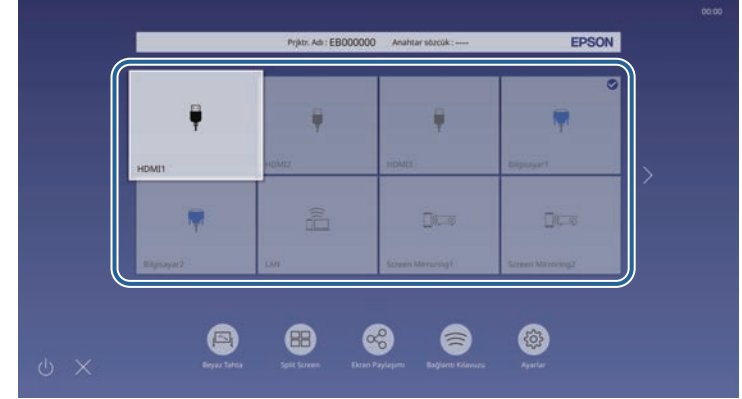 00:00
Prjktr. Adı : EB000000 Anahtar sözcük : ---- EPSON
HDMI1 HDMI2 HDMI3 Bilgisayar1
Bilgisayar2 LAN Screen Mirroring1 Screen Mirroring2
Beyaz Tahta Split Screen Ekran Paylaşımı Bağlantı Kılavuzu Ayarlar